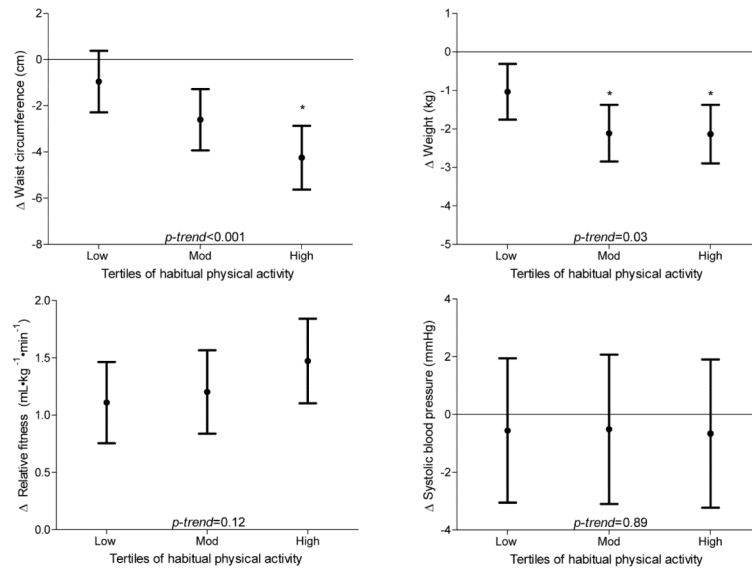 Δ Waist circumference (cm)
2
0
-2
-4
-6
-8
*
p-trend<0.001
Low Mod High
Tertiles of habitual physical activity
Δ Weight (kg)
1
0
-1
-2
-3
-4
-5
* *
p-trend=0.03
Low Mod High
Tertiles of habitual physical activity
Δ Relative fitness (mL•kg⁻¹•min⁻¹)
2.0
1.5
1.0
0.5
0.0
p-trend=0.12
Low Mod High
Tertiles of habitual physical activity
Δ Systolic blood pressure (mmHg)
4
2
0
-2
-4
p-trend=0.89
Low Mod High
Tertiles of habitual physical activity